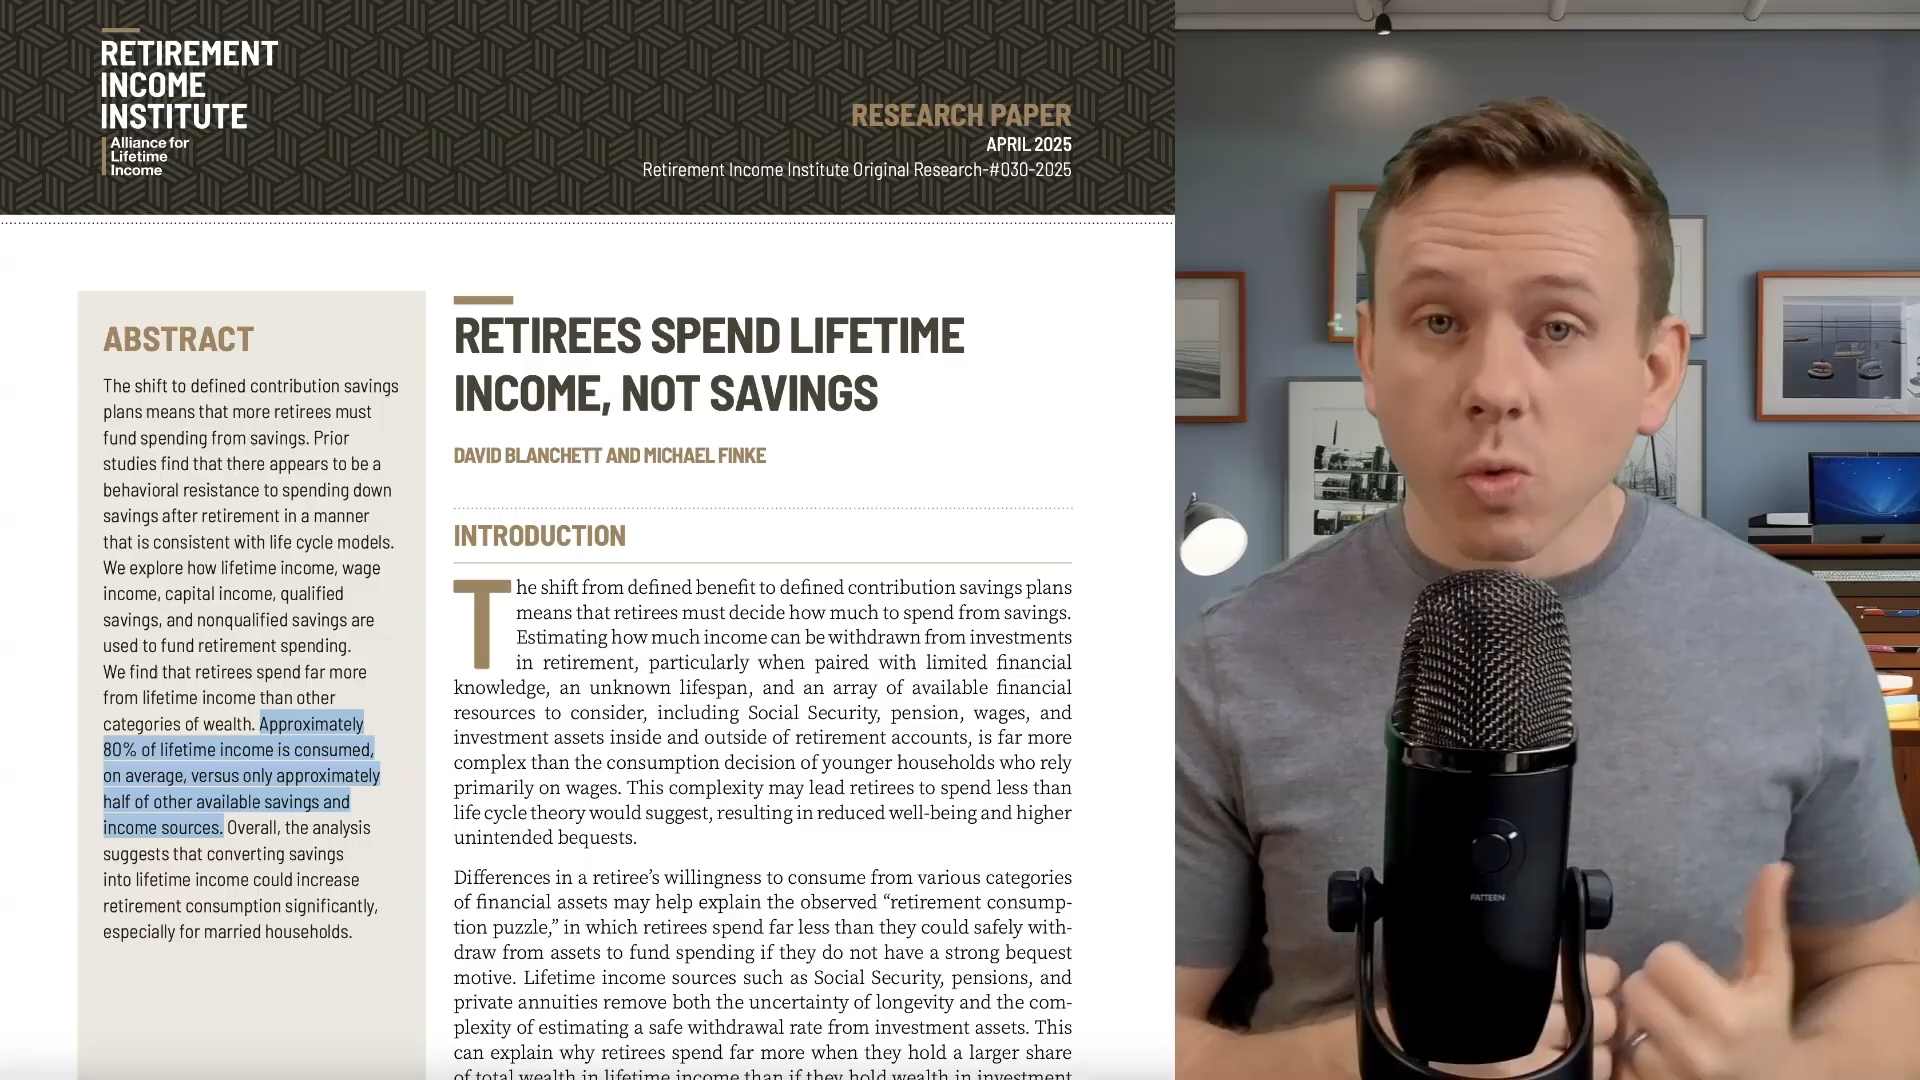 RETIREMENT
INCOME
INSTITUTE
Alliance for
Lifetime
Income
RESEARCH PAPER
APRIL 2025
Retirement Income Institute Original Research-#030-2025
ABSTRACT
The shift to defined contribution savings
plans means that more retirees must
fund spending from savings. Prior
studies find that there appears to be a
behavioral resistance to spending down
savings after retirement in a manner
that is consistent with life cycle models.
We explore how lifetime income, wage
income, capital income, qualified
savings, and nonqualified savings are
used to fund retirement spending.
We find that retirees spend far more
from lifetime income than other
categories of wealth. Approximately
80% of lifetime income is consumed,
on average, versus only approximately
half of other available savings and
income sources. Overall, the analysis
suggests that converting savings
into lifetime income could increase
retirement consumption significantly,
especially for married households.
RETIREES SPEND LIFETIME
INCOME, NOT SAVINGS
DAVID BLANCHETT AND MICHAEL FINKE
INTRODUCTION
The shift from defined benefit to defined contribution savings plans
means that retirees must decide how much to spend from savings.
Estimating how much income can be withdrawn from investments
in retirement, particularly when paired with limited financial
knowledge, an unknown lifespan, and an array of available financial
resources to consider, including Social Security, pension, wages, and
investment assets inside and outside of retirement accounts, is far more
complex than the consumption decision of younger households who rely
primarily on wages. This complexity may lead retirees to spend less than
life cycle theory would suggest, resulting in reduced well-being and higher
unintended bequests.
Differences in a retiree’s willingness to consume from various categories
of financial assets may help explain the observed “retirement consump-
tion puzzle,” in which retirees spend far less than they could safely with-
draw from assets to fund spending if they do not have a strong bequest
motive. Lifetime income sources such as Social Security, pensions, and
private annuities remove both the uncertainty of longevity and the com-
plexity of estimating a safe withdrawal rate from investment assets. This
can explain why retirees spend far more when they hold a larger share
of total wealth in lifetime income than if they hold wealth in investment
PATTERN